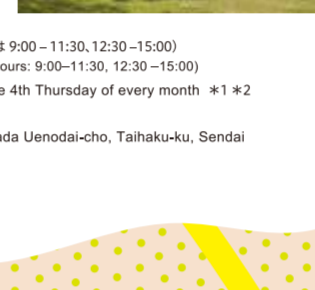 は 9:00 – 11:30、12:30 –15:00）
ours: 9:00–11:30, 12:30 –15:00)
e 4th Thursday of every month ＊1 ＊2
ada Uenodai-cho, Taihaku-ku, Sendai